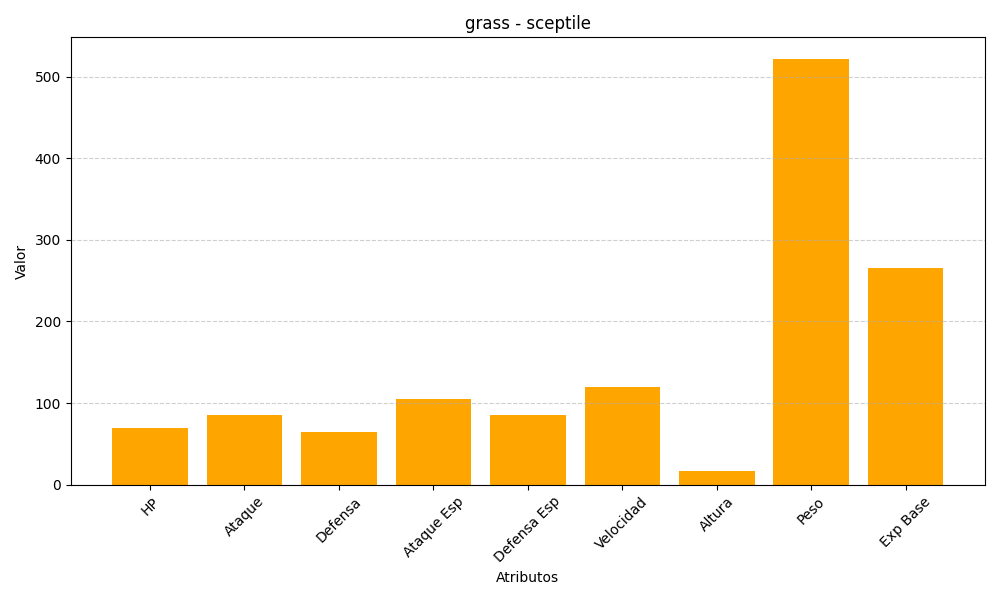 grass - sceptile
Valor
500
400
300
200
100
0
HP
Ataque
Defensa
Ataque Esp
Defensa Esp
Velocidad
Altura
Peso
Exp Base
Atributos